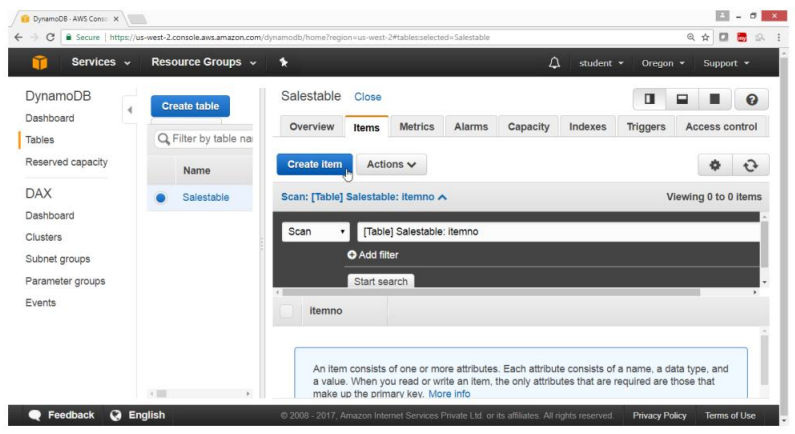 DynamoDB - AWS Conso
Secure | https://us-west-2.console.aws.amazon.com/dynamodb/home?region=us-west-2#tables:selected=Salestable
Services Resource Groups student Oregon Support
DynamoDB
Dashboard
Tables
Reserved capacity
DAX
Dashboard
Clusters
Subnet groups
Parameter groups
Events
Create table
Filter by table na
Name
Salestable
Salestable Close
Overview Items Metrics Alarms Capacity Indexes Triggers Access control
Create item Actions
Scan: [Table] Salestable: itemno Viewing 0 to 0 items
Scan [Table] Salestable: itemno
Add filter
Start search
itemno
An item consists of one or more attributes. Each attribute consists of a name, a data type, and
a value. When you read or write an item, the only attributes that are required are those that
make up the primary key. More info
Feedback English © 2008 - 2017, Amazon Internet Services Private Ltd. or its affiliates. All rights reserved. Privacy Policy Terms of Use